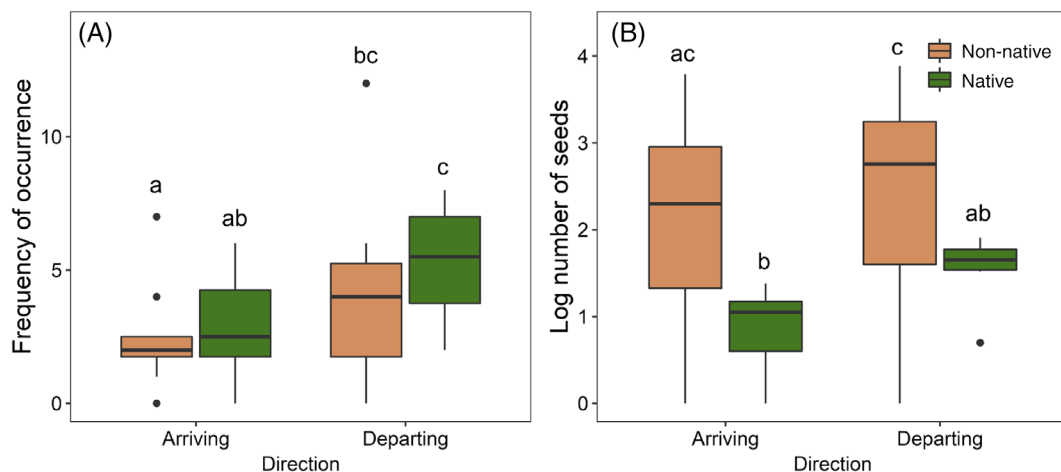 (A)
Frequency of occurrence
10
5
0
a
ab
bc
c
Arriving
Departing
Direction
(B)
Log number of seeds
4
3
2
1
0
ac
b
c
ab
Non-native
Native
Arriving
Departing
Direction